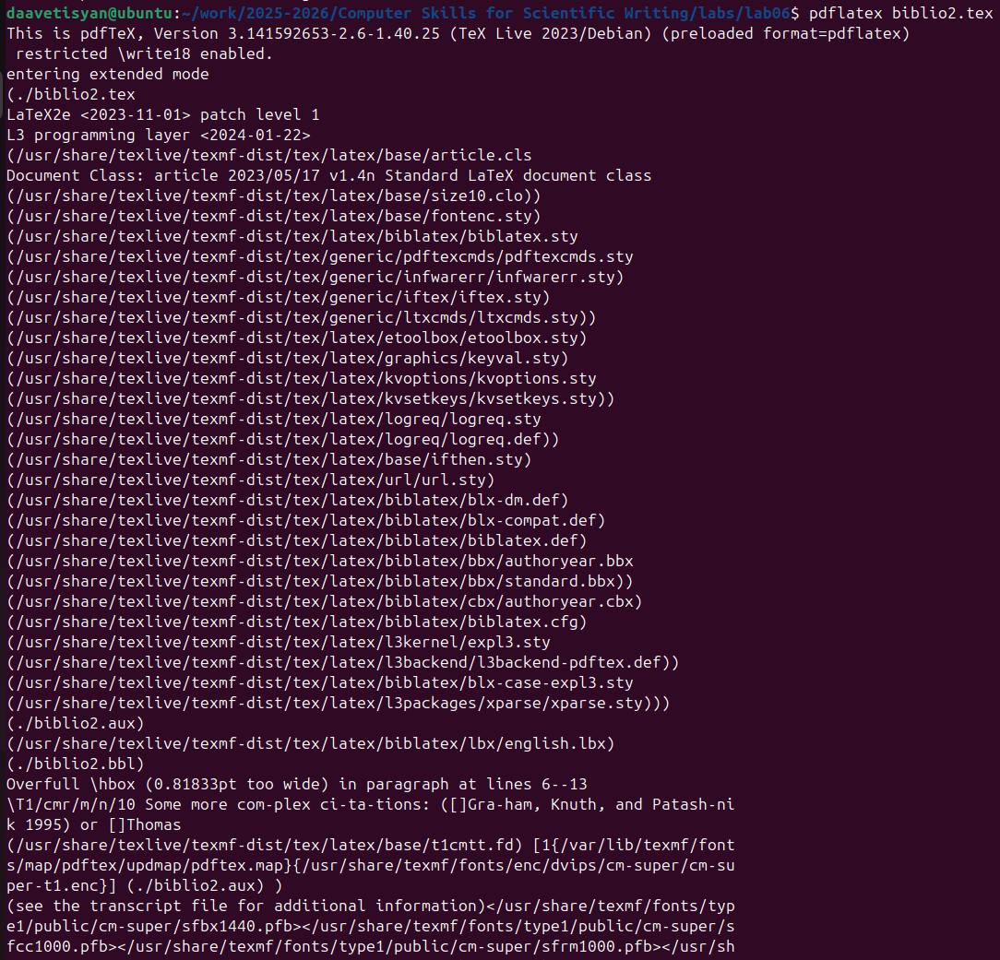 daavetisyan@ubuntu:~/work/2025-2026/Computer Skills for Scientific Writing/labs/lab06$ pdflatex biblio2.tex
This is pdfTeX, Version 3.141592653-2.6-1.40.25 (TeX Live 2023/Debian) (preloaded format=pdflatex)
 restricted \write18 enabled.
entering extended mode
(./biblio2.tex
LaTeX2e <2023-11-01> patch level 1
L3 programming layer <2024-01-22>
(/usr/share/texlive/texmf-dist/tex/latex/base/article.cls
Document Class: article 2023/05/17 v1.4n Standard LaTeX document class
(/usr/share/texlive/texmf-dist/tex/latex/base/size10.clo))
(/usr/share/texlive/texmf-dist/tex/latex/base/fontenc.sty)
(/usr/share/texlive/texmf-dist/tex/latex/biblatex/biblatex.sty
(/usr/share/texlive/texmf-dist/tex/generic/pdftexcmds/pdftexcmds.sty
(/usr/share/texlive/texmf-dist/tex/generic/infwarerr/infwarerr.sty)
(/usr/share/texlive/texmf-dist/tex/generic/iftex/iftex.sty)
(/usr/share/texlive/texmf-dist/tex/generic/ltxcmds/ltxcmds.sty))
(/usr/share/texlive/texmf-dist/tex/latex/etoolbox/etoolbox.sty)
(/usr/share/texlive/texmf-dist/tex/latex/graphics/keyval.sty)
(/usr/share/texlive/texmf-dist/tex/latex/kvoptions/kvoptions.sty
(/usr/share/texlive/texmf-dist/tex/latex/kvsetkeys/kvsetkeys.sty))
(/usr/share/texlive/texmf-dist/tex/latex/logreq/logreq.sty
(/usr/share/texlive/texmf-dist/tex/latex/logreq/logreq.def))
(/usr/share/texlive/texmf-dist/tex/latex/base/ifthen.sty)
(/usr/share/texlive/texmf-dist/tex/latex/url/url.sty)
(/usr/share/texlive/texmf-dist/tex/latex/biblatex/blx-dm.def)
(/usr/share/texlive/texmf-dist/tex/latex/biblatex/blx-compat.def)
(/usr/share/texlive/texmf-dist/tex/latex/biblatex/biblatex.def)
(/usr/share/texlive/texmf-dist/tex/latex/biblatex/bbx/authoryear.bbx
(/usr/share/texlive/texmf-dist/tex/latex/biblatex/bbx/standard.bbx))
(/usr/share/texlive/texmf-dist/tex/latex/biblatex/cbx/authoryear.cbx)
(/usr/share/texlive/texmf-dist/tex/latex/biblatex/biblatex.cfg)
(/usr/share/texlive/texmf-dist/tex/latex/l3kernel/expl3.sty
(/usr/share/texlive/texmf-dist/tex/latex/l3backend/l3backend-pdftex.def))
(/usr/share/texlive/texmf-dist/tex/latex/biblatex/blx-case-expl3.sty
(/usr/share/texlive/texmf-dist/tex/latex/l3packages/xparse/xparse.sty)))
(./biblio2.aux)
(/usr/share/texlive/texmf-dist/tex/latex/biblatex/lbx/english.lbx)
(./biblio2.bbl)
Overfull \hbox (0.81833pt too wide) in paragraph at lines 6--13
\T1/cmr/m/n/10 Some more com-plex ci-ta-tions: ([]Gra-ham, Knuth, and Patash-ni
k 1995) or []Thomas
(/usr/share/texlive/texmf-dist/tex/latex/base/t1cmtt.fd) [1{/var/lib/texmf/font
s/map/pdftex/updmap/pdftex.map}{/usr/share/texmf/fonts/enc/dvips/cm-super/cm-su
per-t1.enc}] (./biblio2.aux) )
(see the transcript file for additional information)</usr/share/texmf/fonts/typ
e1/public/cm-super/sfbx1440.pfb></usr/share/texmf/fonts/type1/public/cm-super/s
fcc1000.pfb></usr/share/texmf/fonts/type1/public/cm-super/sfrm1000.pfb></usr/sh